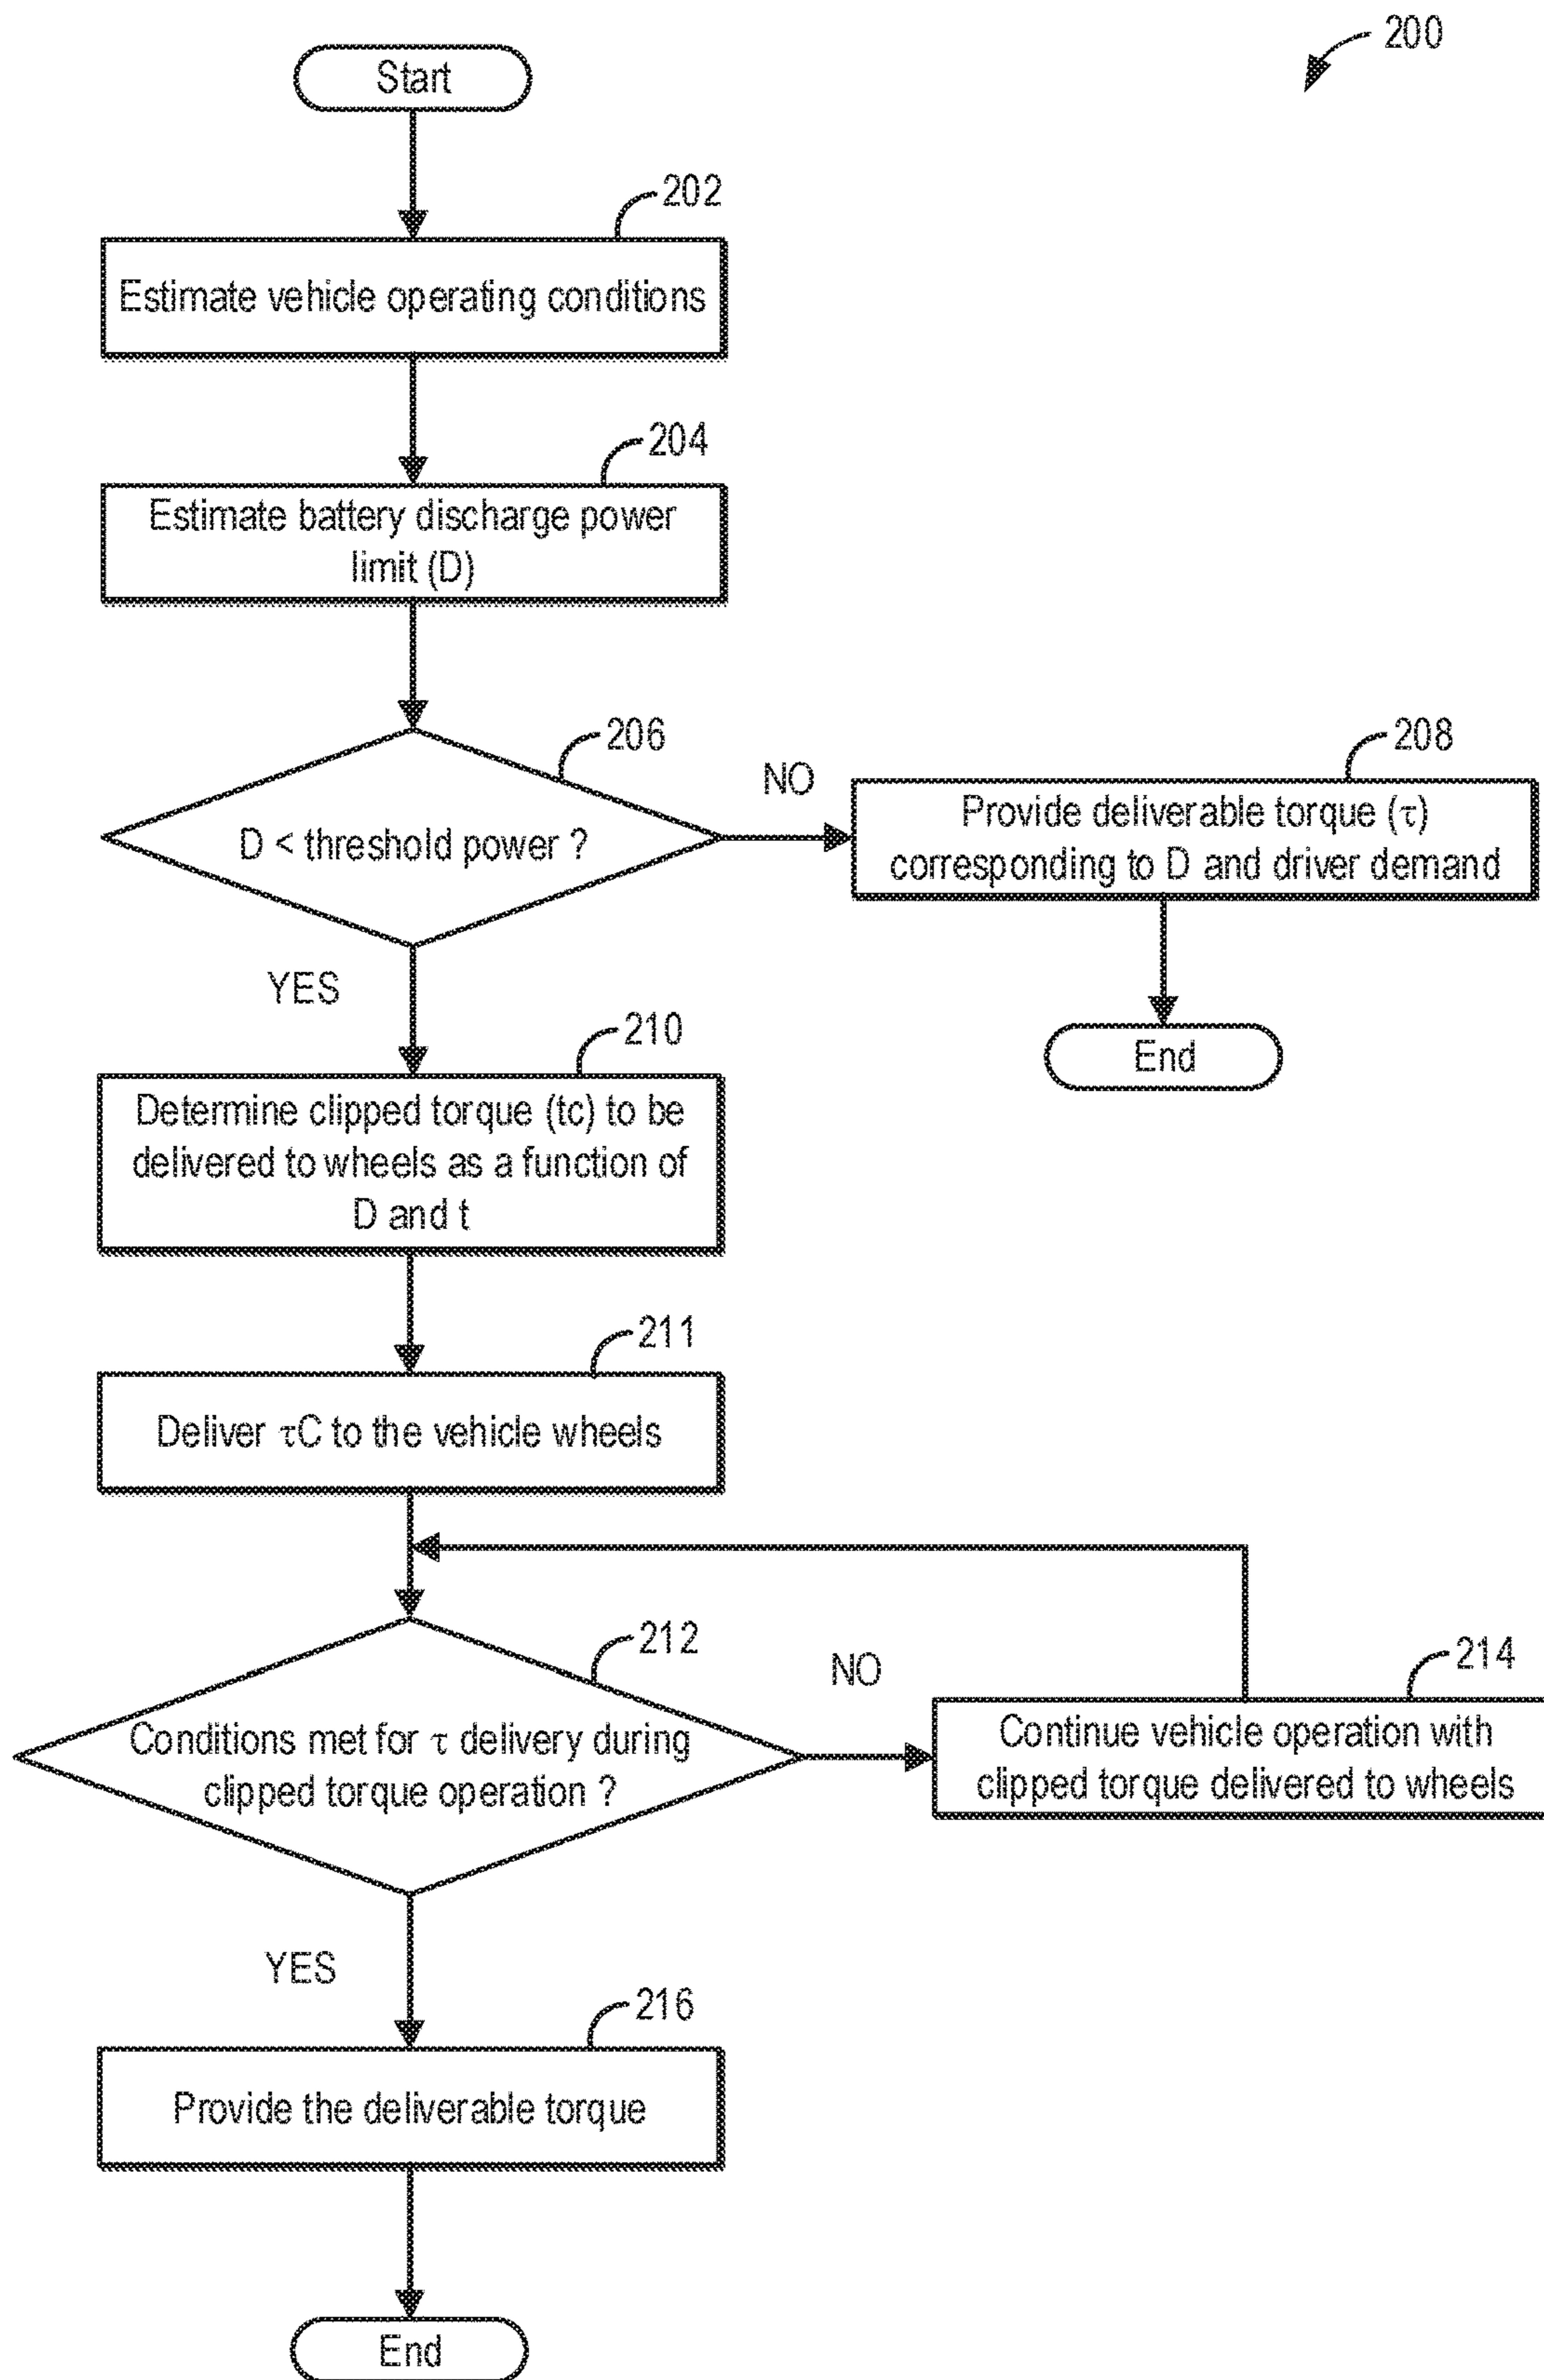 200
Start
202
Estimate vehicle operating conditions
204
Estimate battery discharge power
limit (D)
206
D < threshold power ?
NO
208
Provide deliverable torque (τ)
corresponding to D and driver demand
YES
End
210
Determine clipped torque (tc) to be
delivered to wheels as a function of
D and t
211
Deliver τC to the vehicle wheels
212
Conditions met for τ delivery during
clipped torque operation ?
NO
214
Continue vehicle operation with
clipped torque delivered to wheels
YES
216
Provide the deliverable torque
End